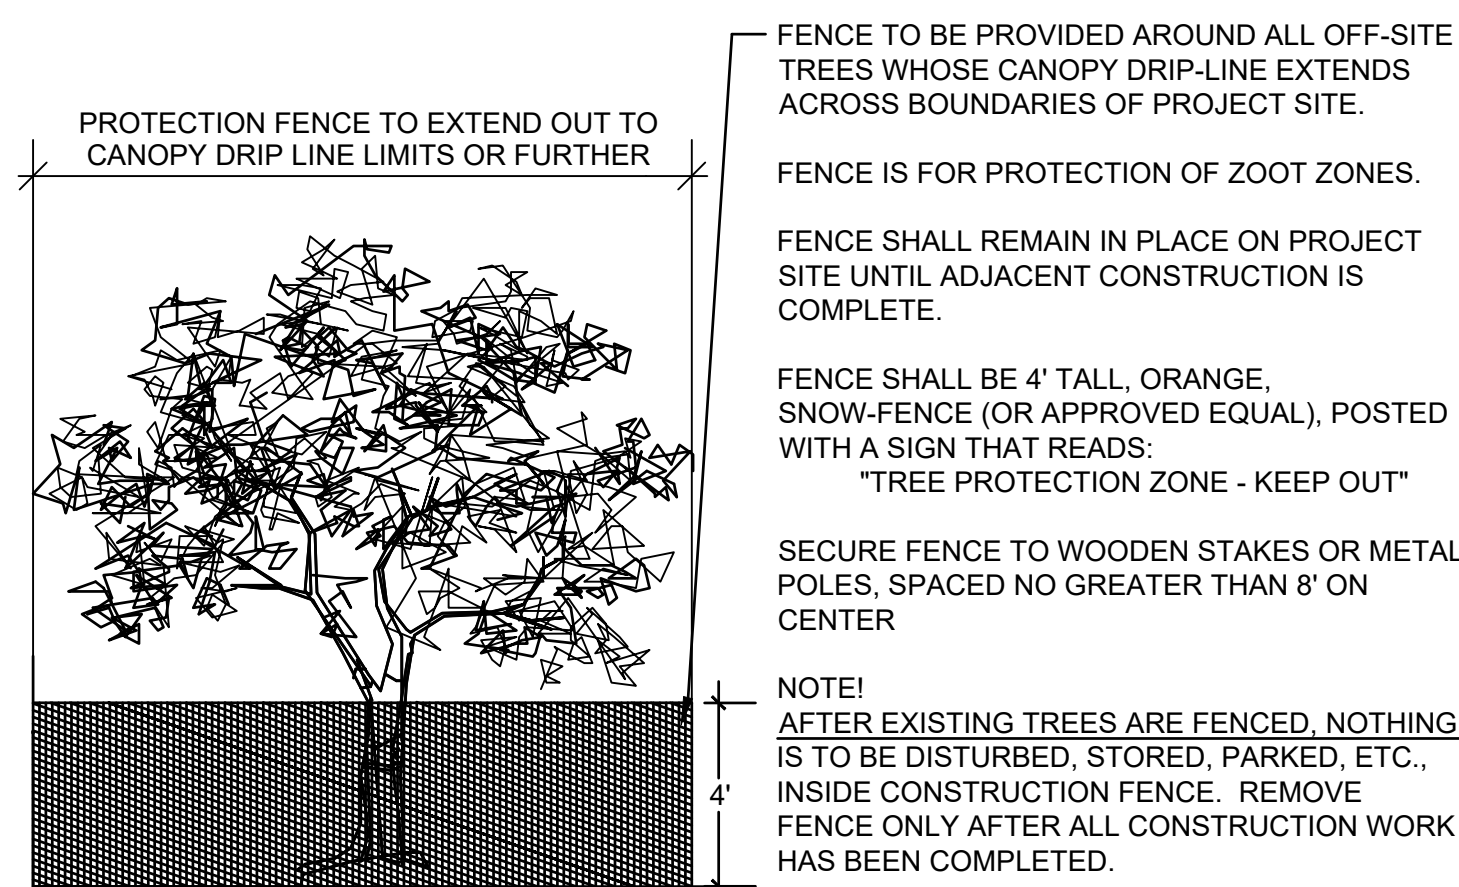 PROTECTION FENCE TO EXTEND OUT TO
CANOPY DRIP LINE LIMITS OR FURTHER
FENCE TO BE PROVIDED AROUND ALL OFF-SITE
TREES WHOSE CANOPY DRIP-LINE EXTENDS
ACROSS BOUNDARIES OF PROJECT SITE.
FENCE IS FOR PROTECTION OF ZOOT ZONES.
FENCE SHALL REMAIN IN PLACE ON PROJECT
SITE UNTIL ADJACENT CONSTRUCTION IS
COMPLETE.
FENCE SHALL BE 4' TALL, ORANGE,
SNOW-FENCE (OR APPROVED EQUAL), POSTED
WITH A SIGN THAT READS:
"TREE PROTECTION ZONE - KEEP OUT"
SECURE FENCE TO WOODEN STAKES OR METAL
POLES, SPACED NO GREATER THAN 8' ON
CENTER
NOTE!
AFTER EXISTING TREES ARE FENCED, NOTHING
IS TO BE DISTURBED, STORED, PARKED, ETC.,
INSIDE CONSTRUCTION FENCE. REMOVE
FENCE ONLY AFTER ALL CONSTRUCTION WORK
HAS BEEN COMPLETED.
4'